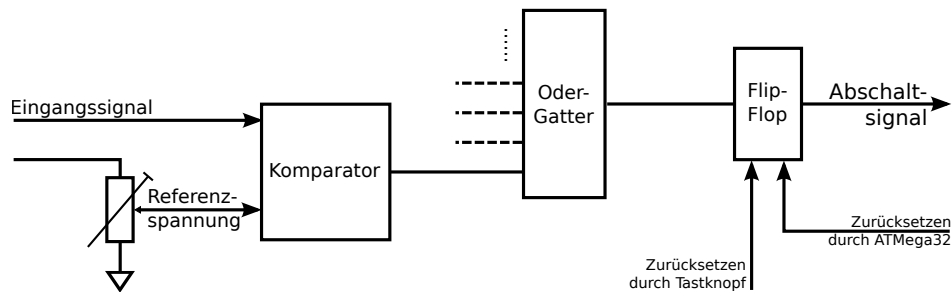 Eingangssignal
Referenz-
spannung
Komparator
Oder-
Gatter
Flip-
Flop
Abschalt-
signal
Zurücksetzen
durch ATMega32
Zurücksetzen
durch Tastknopf